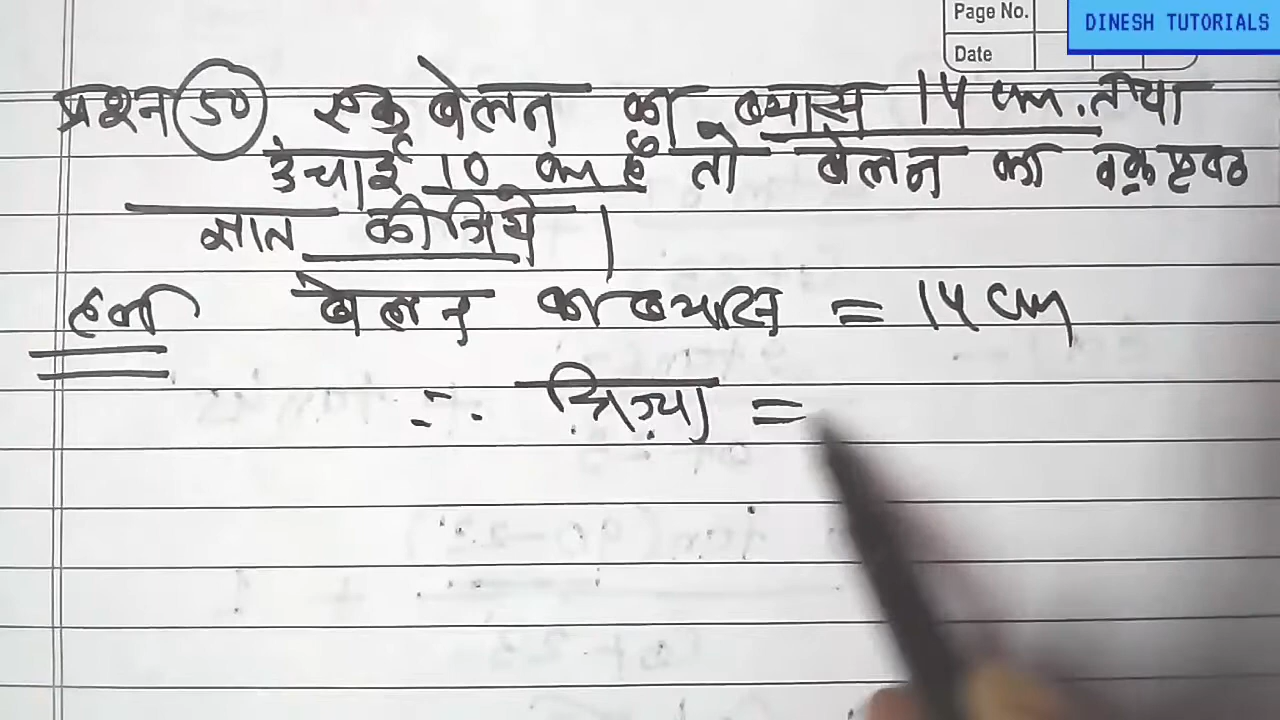 Page No.
DINESH TUTORIALS
Date
प्रश्न 50 एक बेलन का ब्यास 14 cm. तथा
उंचाई 10 cm है तो बेलन का वक्रपृष्ठ
ज्ञात कीजिये।
हल बेलन का ब्यास = 14 cm
∴ त्रिज्या =